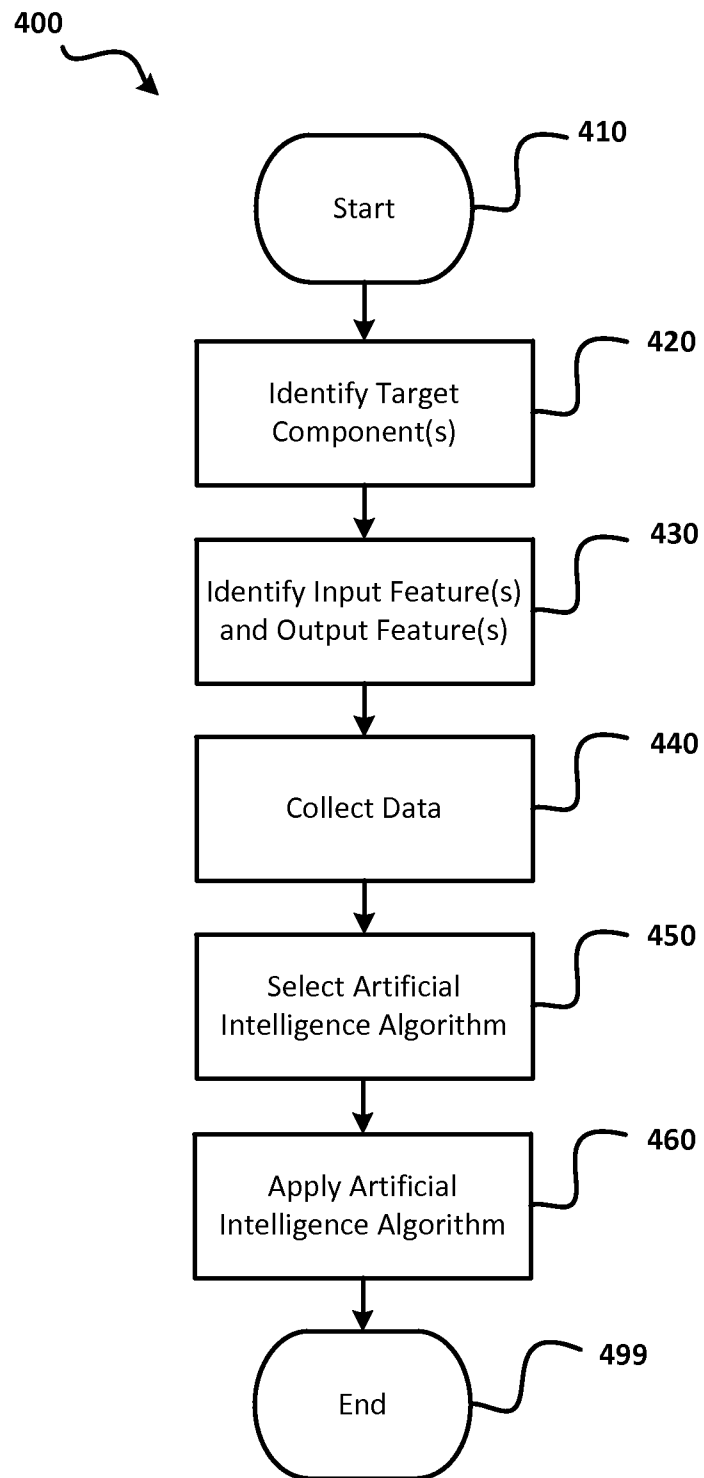 400
410
Start
420
Identify Target
Component(s)
430
Identify Input Feature(s)
and Output Feature(s)
440
Collect Data
450
Select Artificial
Intelligence Algorithm
460
Apply Artificial
Intelligence Algorithm
499
End